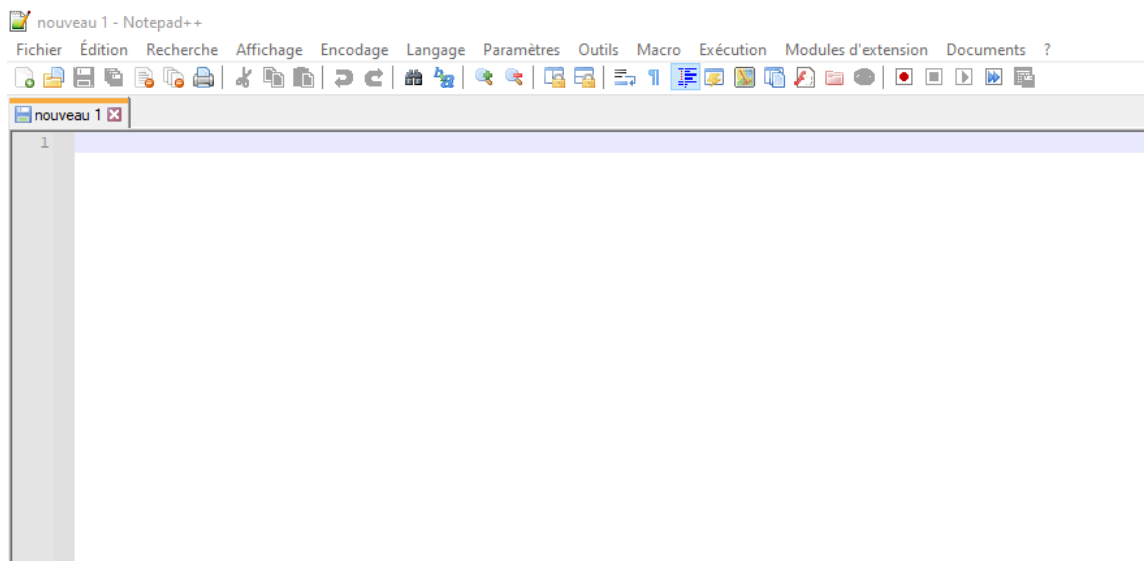 nouveau 1 - Notepad++
Fichier Édition Recherche Affichage Encodage Langage Paramètres Outils Macro Exécution Modules d'extension Documents ?
nouveau 1
1